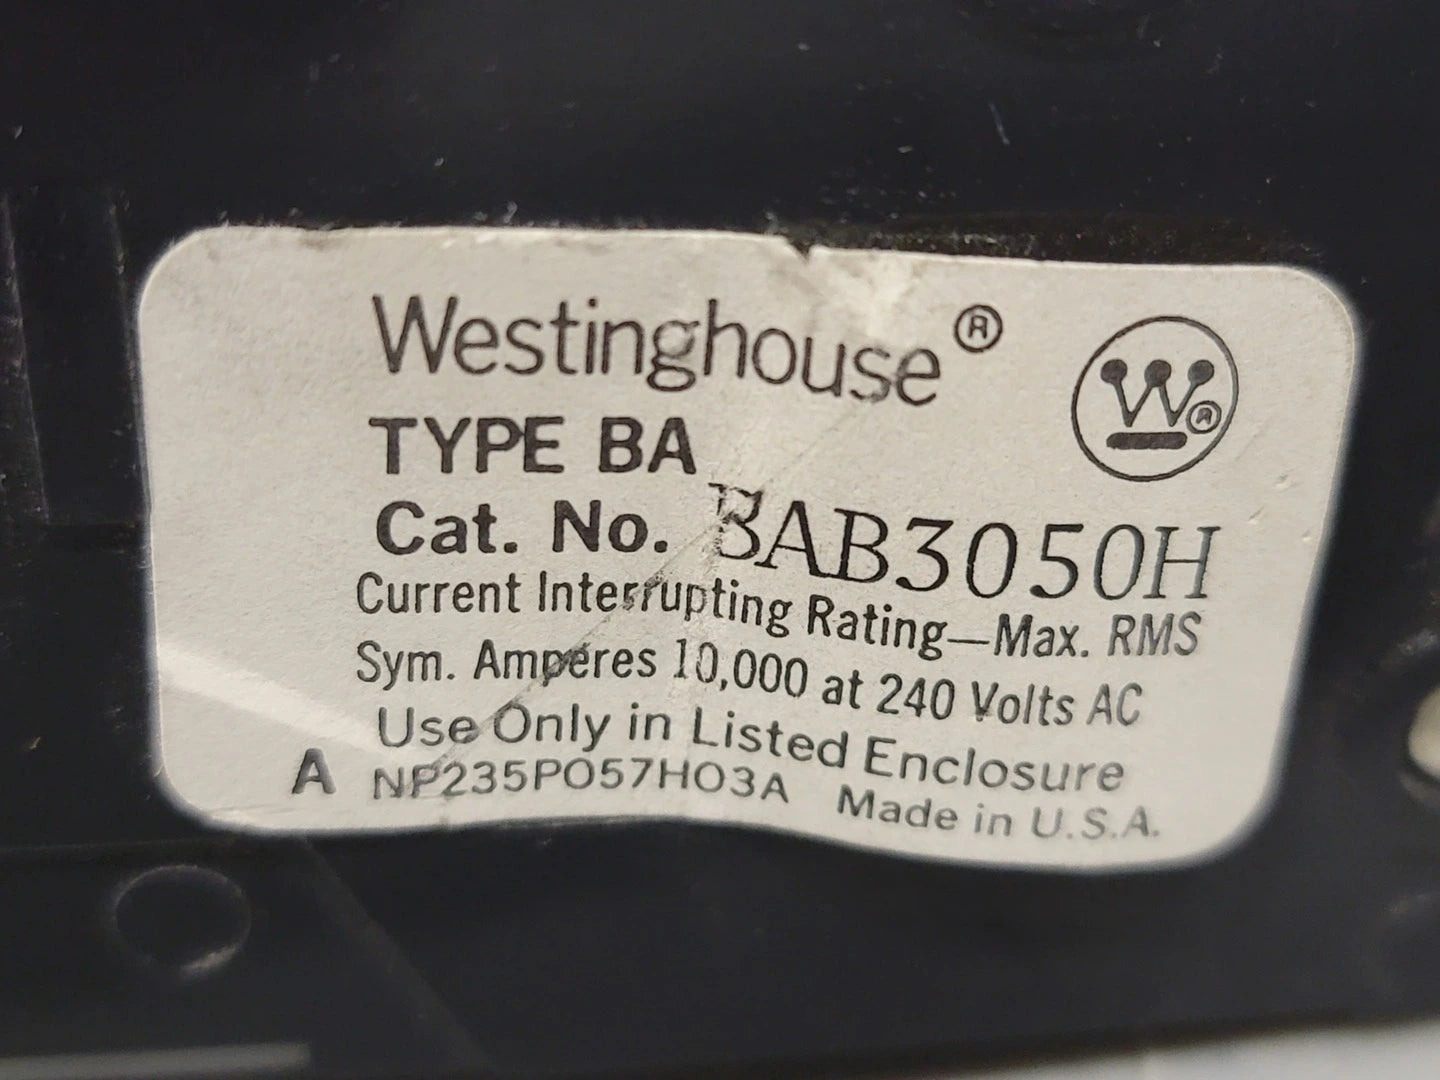 Westinghouse®
W®
TYPE BA
Cat. No. BAB3050H
Current Interrupting Rating—Max. RMS
Sym. Amperes 10,000 at 240 Volts AC
Use Only in Listed Enclosure
A NP235P057H03A Made in U.S.A.